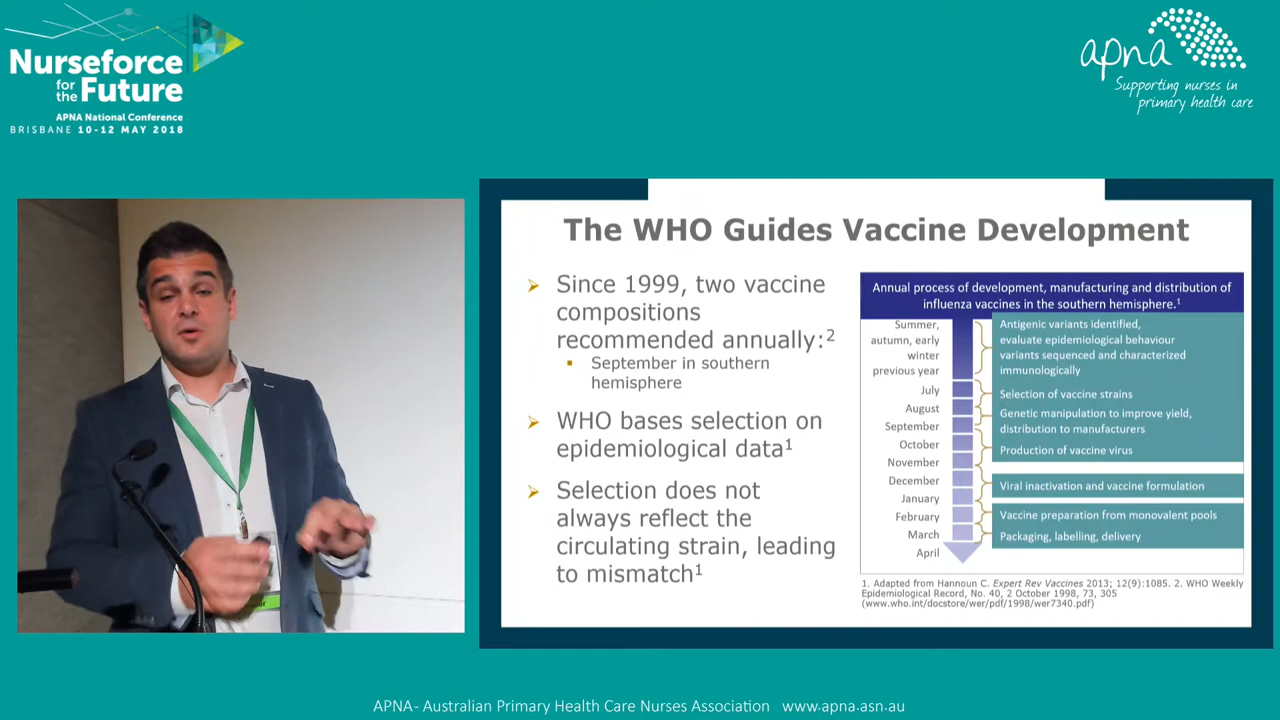 Nurseforce
for the Future
APNA National Conference
BRISBANE 10-12 MAY 2018
apna
Supporting nurses in
primary health care
The WHO Guides Vaccine Development
Since 1999, two vaccine
compositions
recommended annually:2
September in southern
hemisphere
WHO bases selection on
epidemiological data1
Selection does not
always reflect the
circulating strain, leading
to mismatch1
Annual process of development, manufacturing and distribution of
influenza vaccines in the southern hemisphere.1
Summer,
autumn, early
winter
previous year
July
August
September
October
November
December
January
February
March
April
Antigenic variants identified,
evaluate epidemiological behaviour
variants sequenced and characterized
immunologically
Selection of vaccine strains
Genetic manipulation to improve yield,
distribution to manufacturers
Production of vaccine virus
Viral inactivation and vaccine formulation
Vaccine preparation from monovalent pools
Packaging, labelling, delivery
1. Adapted from Hannoun C. Expert Rev Vaccines 2013; 12(9):1085. 2. WHO Weekly
Epidemiological Record, No. 40, 2 October 1998, 73, 305
(www.who.int/docstore/wer/pdf/1998/wer7340.pdf)
APNA- Australian Primary Health Care Nurses Association www.apna.asn.au